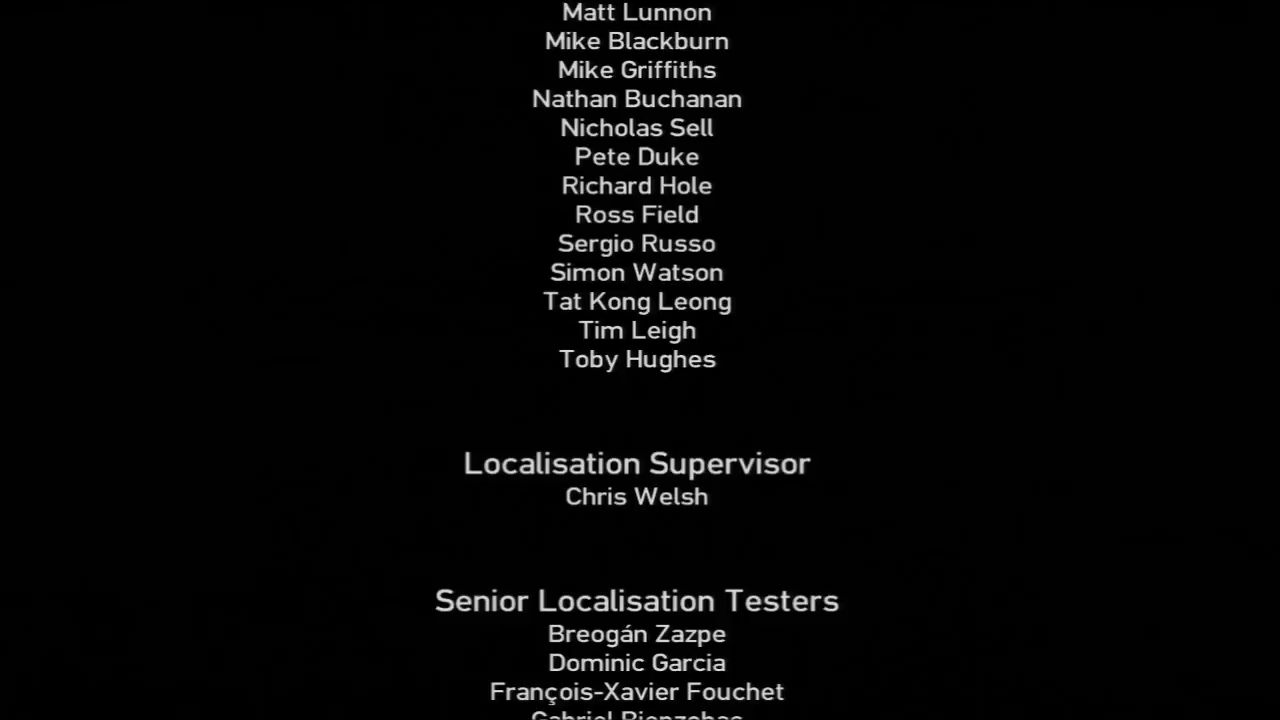 Matt Lunnon
Mike Blackburn
Mike Griffiths
Nathan Buchanan
Nicholas Sell
Pete Duke
Richard Hole
Ross Field
Sergio Russo
Simon Watson
Tat Kong Leong
Tim Leigh
Toby Hughes
Localisation Supervisor
Chris Welsh
Senior Localisation Testers
Breogán Zazpe
Dominic Garcia
François-Xavier Fouchet
Gabriel